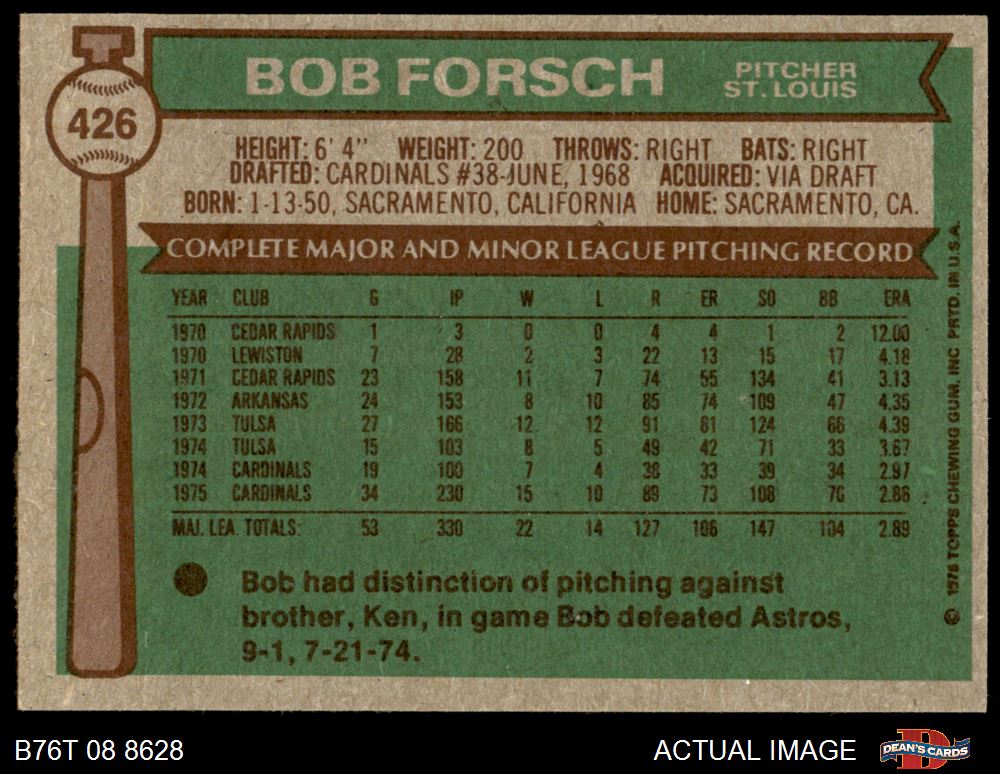 BOB FORSCH
PITCHER
ST. LOUIS
426
HEIGHT: 6' 4" WEIGHT: 200 THROWS: RIGHT BATS: RIGHT
DRAFTED: CARDINALS #38-JUNE, 1968 ACQUIRED: VIA DRAFT
BORN: 1-13-50, SACRAMENTO, CALIFORNIA HOME: SACRAMENTO, CA.
COMPLETE MAJOR AND MINOR LEAGUE PITCHING RECORD
YEAR CLUB G IP W L R ER SO BB ERA
1970 CEDAR RAPIDS 1 3 0 0 4 4 1 2 12.00
1970 LEWISTON 7 28 2 3 22 13 15 17 4.18
1971 CEDAR RAPIDS 23 158 11 7 74 55 134 41 3.13
1972 ARKANSAS 24 153 8 10 85 74 109 47 4.35
1973 TULSA 27 166 12 12 91 81 124 66 4.39
1974 TULSA 15 103 8 5 49 42 71 33 3.67
1974 CARDINALS 19 100 7 4 38 33 39 34 2.97
1975 CARDINALS 34 230 15 10 89 73 108 70 2.86
MAJ. LEA. TOTALS: 53 330 22 14 127 106 147 104 2.89
Bob had distinction of pitching against
brother, Ken, in game Bob defeated Astros,
9-1, 7-21-74.
© 1976 TOPPS CHEWING GUM, INC PRTD. IN U.S.A.
B76T 08 8628
ACTUAL IMAGE
DEAN'S CARDS